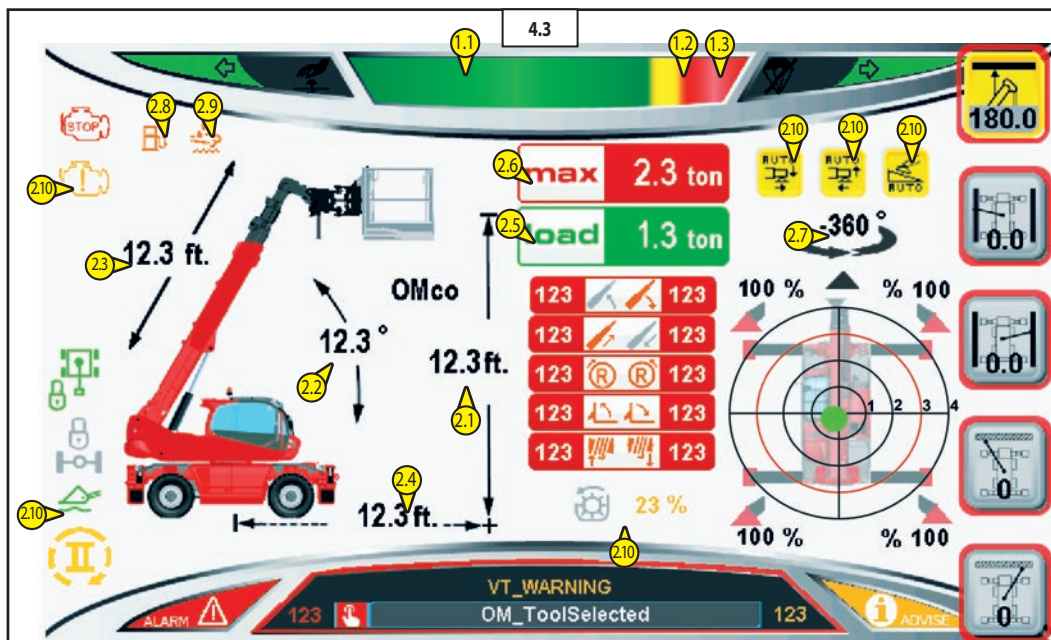 4.3
1.1
1.2
1.3
STOP
2.8
2.9
180.0
2.10
2.10
2.10
AUTO
AUTO
AUTO
2.6
max 2.3 ton
2.10
2.5
load 1.3 ton
2.7
-360 °
0.0
2.3
12.3 ft.
OMco
100 %
% 100
123 123
123 123
123 R R 123
123 123
123 123
12.3 °
2.2
12.3 ft.
2.1
0.0
1 2 3 4
0
2.4
12.3 ft.
2.10
II
23 %
2.10
100 %
% 100
VT_WARNING
ALARM
123
OM_ToolSelected
123
i
ADVISE
0